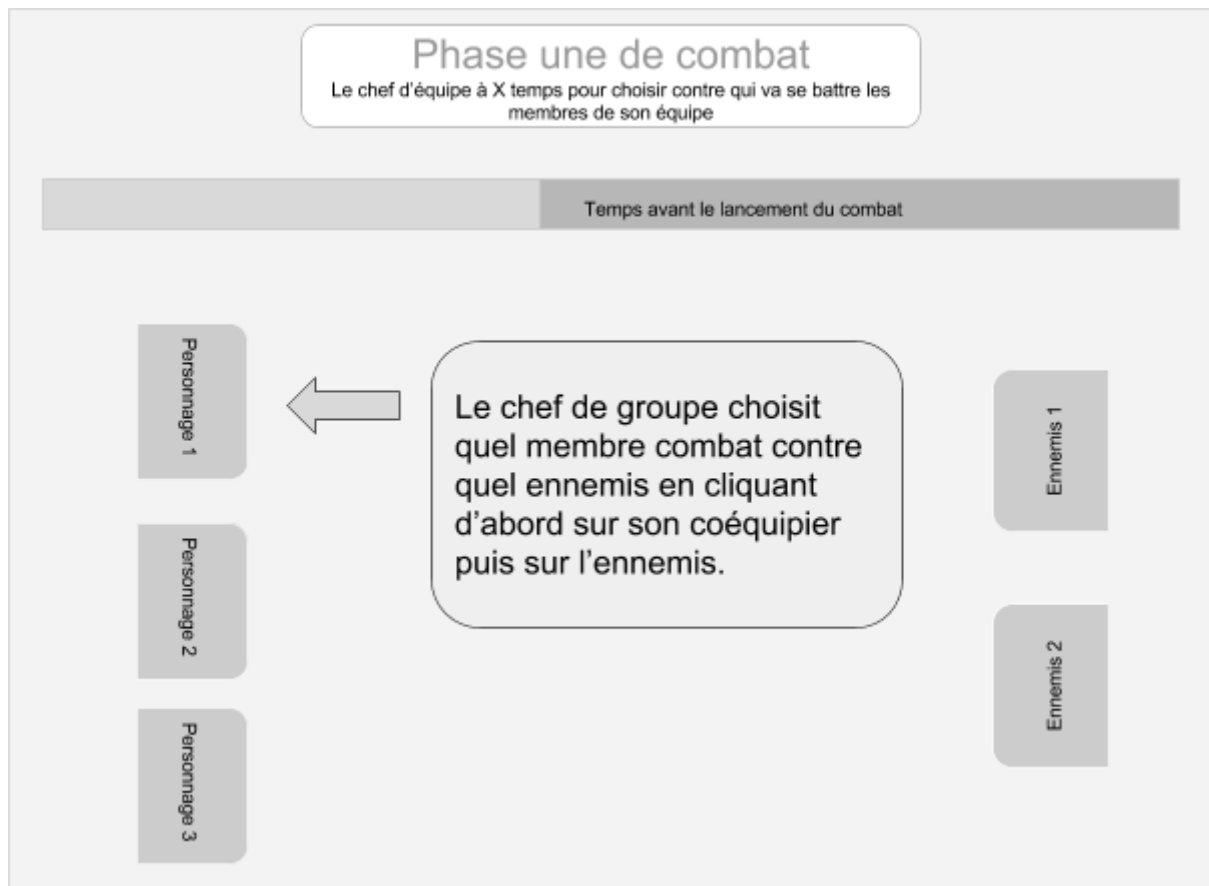 Phase une de combat
Le chef d'équipe à X temps pour choisir contre qui va se battre les
membres de son équipe
Temps avant le lancement du combat
Personnage 1
Le chef de groupe choisit
quel membre combat contre
quel ennemis en cliquant
d'abord sur son coéquipier
puis sur l'ennemis.
Ennemis 1
Personnage 2
Ennemis 2
Personnage 3